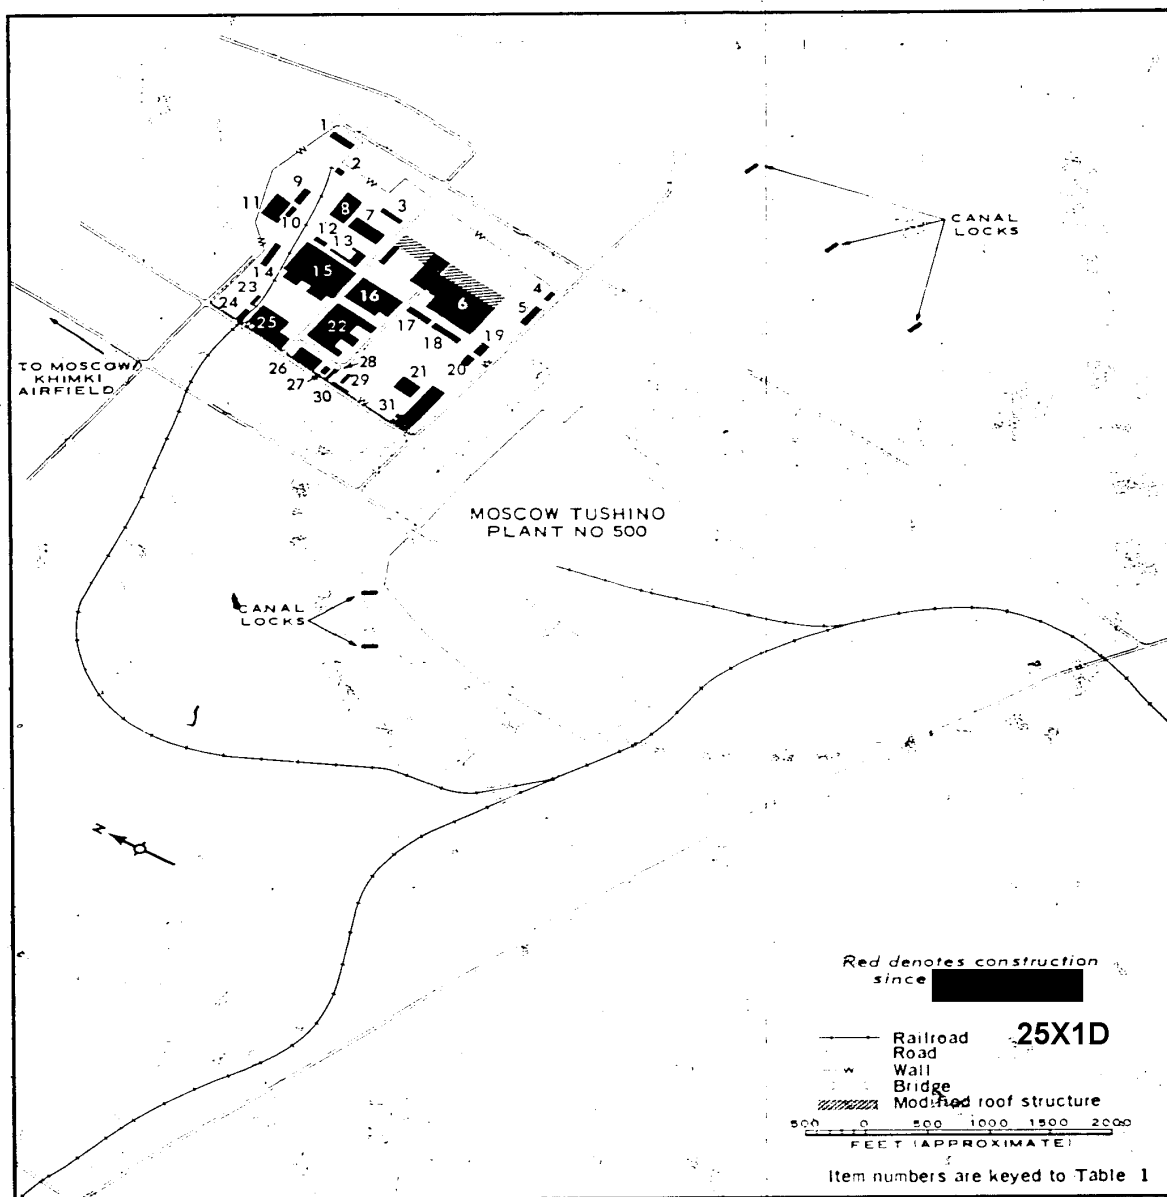 1
2
W
W
9
11
10
8
7
3
12
13
W
W
14
15
4
23
16
6
5
24
25
22
17
18
19
W
20
26
28
27
29
21
30
W
31
CANAL
LOCKS
TO MOSCOW
KHIMKI
AIRFIELD
MOSCOW TUSHINO
PLANT NO 500
CANAL
LOCKS
N
Red denotes construction
since
25X1D
Railroad
Road
W Wall
Bridge
Modified roof structure
500 0 500 1000 1500 2000
FEET (APPROXIMATE)
Item numbers are keyed to Table 1